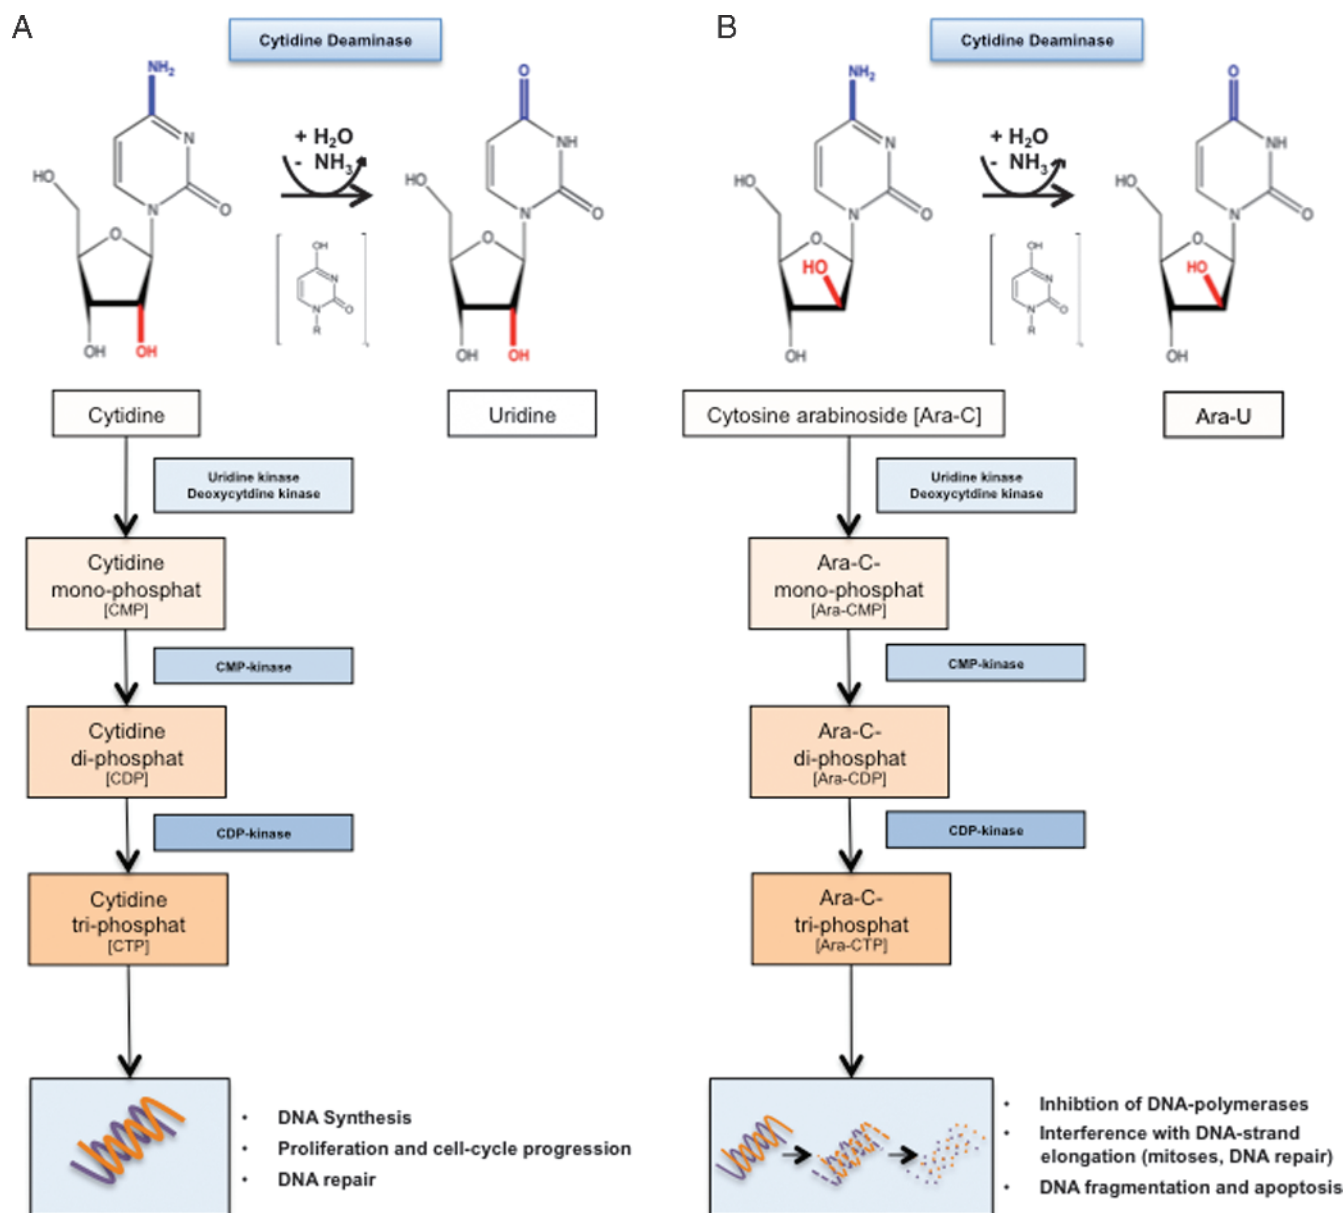 A
Cytidine Deaminase
NH₂
N
HO
N
O
O
OH
OH
+ H₂O
- NH₃
OH
N
N
O
R
O
NH
HO
N
O
O
OH
OH
Cytidine
Uridine
Uridine kinase
Deoxycytdine kinase
Cytidine
mono-phosphat
[CMP]
CMP-kinase
Cytidine
di-phosphat
[CDP]
CDP-kinase
Cytidine
tri-phosphat
[CTP]
• DNA Synthesis
• Proliferation and cell-cycle progression
• DNA repair
B
Cytidine Deaminase
NH₂
N
HO
N
O
O
HO
OH
+ H₂O
- NH₃
OH
N
N
O
R
O
NH
HO
N
O
O
HO
OH
Cytosine arabinoside [Ara-C]
Ara-U
Uridine kinase
Deoxycytdine kinase
Ara-C-
mono-phosphat
[Ara-CMP]
CMP-kinase
Ara-C-
di-phosphat
[Ara-CDP]
CDP-kinase
Ara-C-
tri-phosphat
[Ara-CTP]
• Inhibtion of DNA-polymerases
• Interference with DNA-strand
elongation (mitoses, DNA repair)
• DNA fragmentation and apoptosis